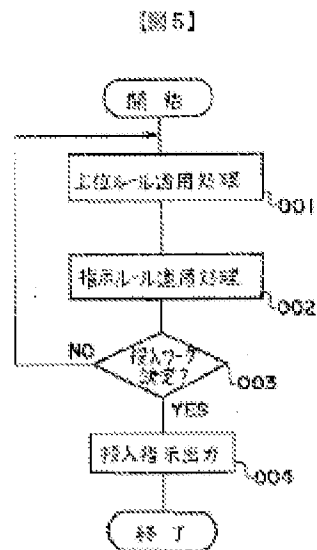 【図5】
開始
上位ルール適用処理
001
指示ルール適用処理
002
NO
投入ワーク
決定?
003
YES
投入指示出力
004
終了